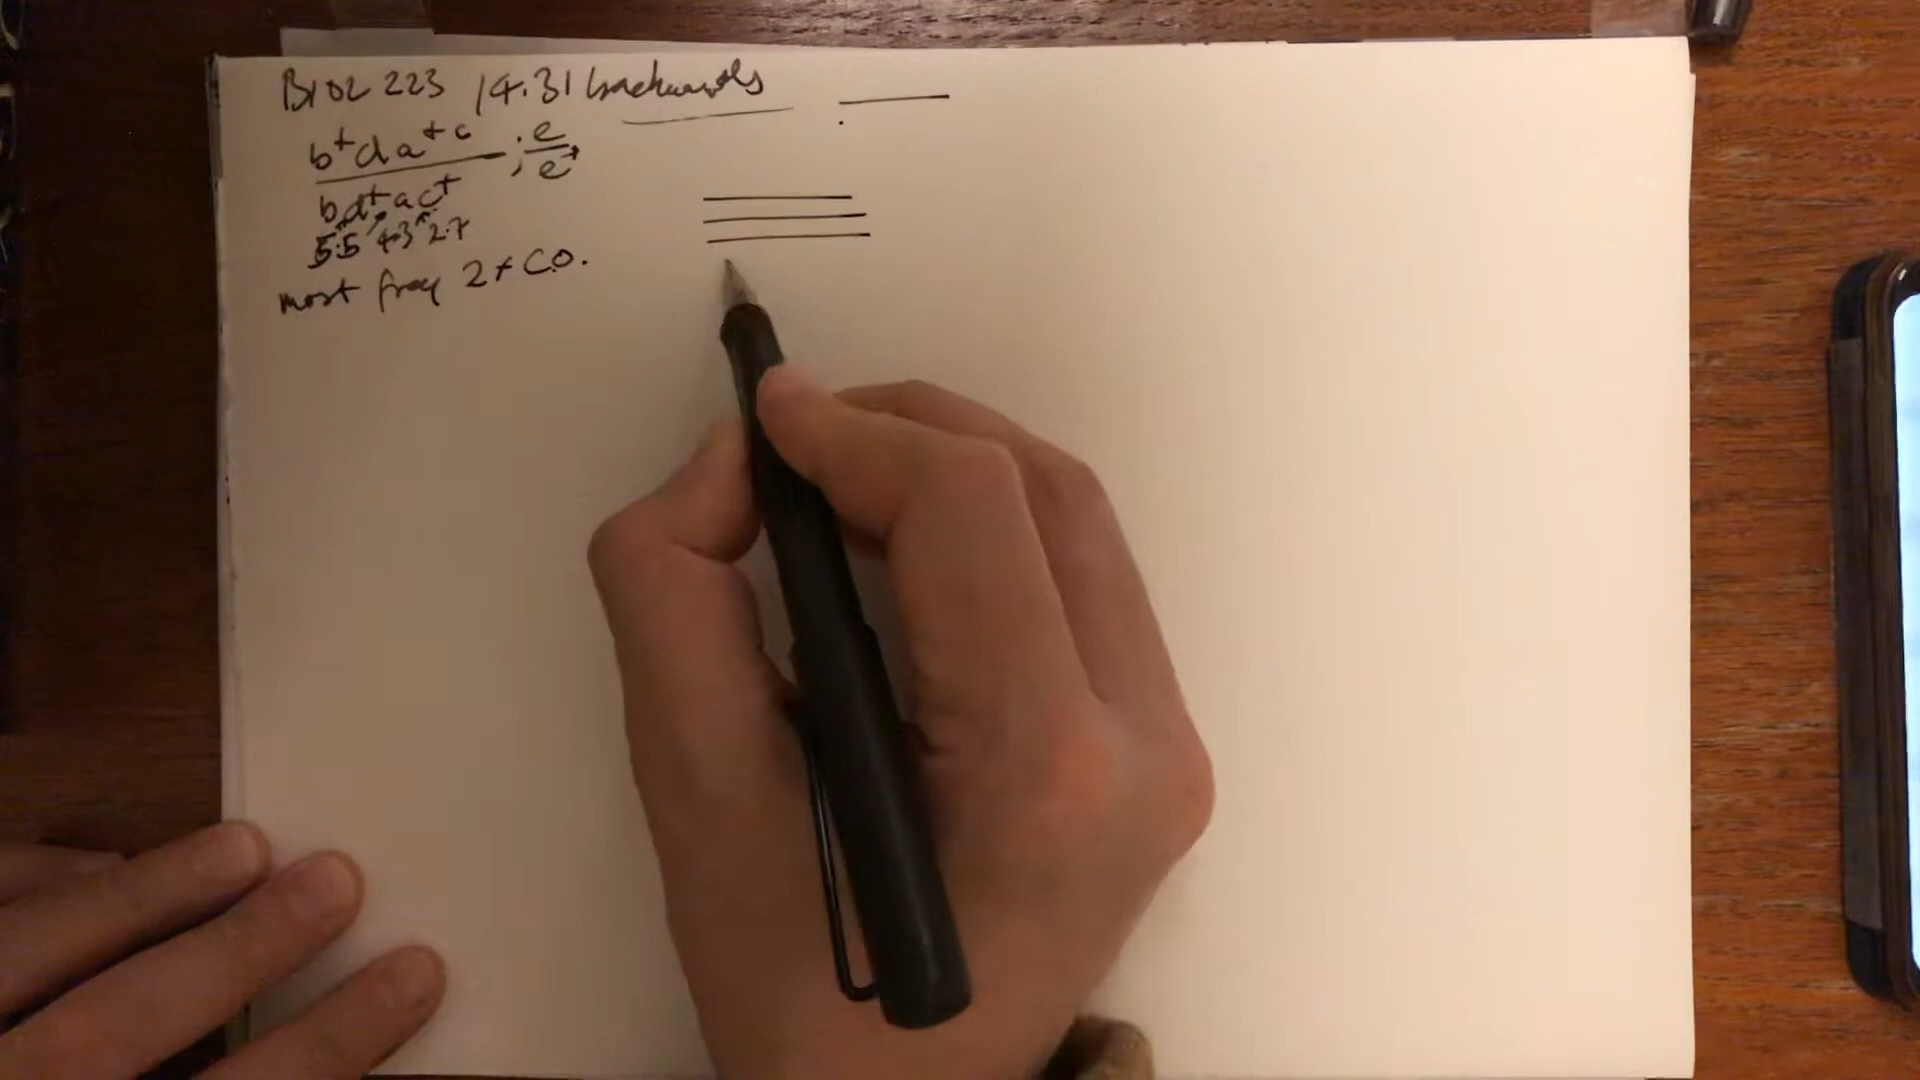 BIOL 223 14.31 backwards
b+ d a+ c ; e
b d+ a c+ e+
5.5 4.3 2.7
most freq 2x C.O.